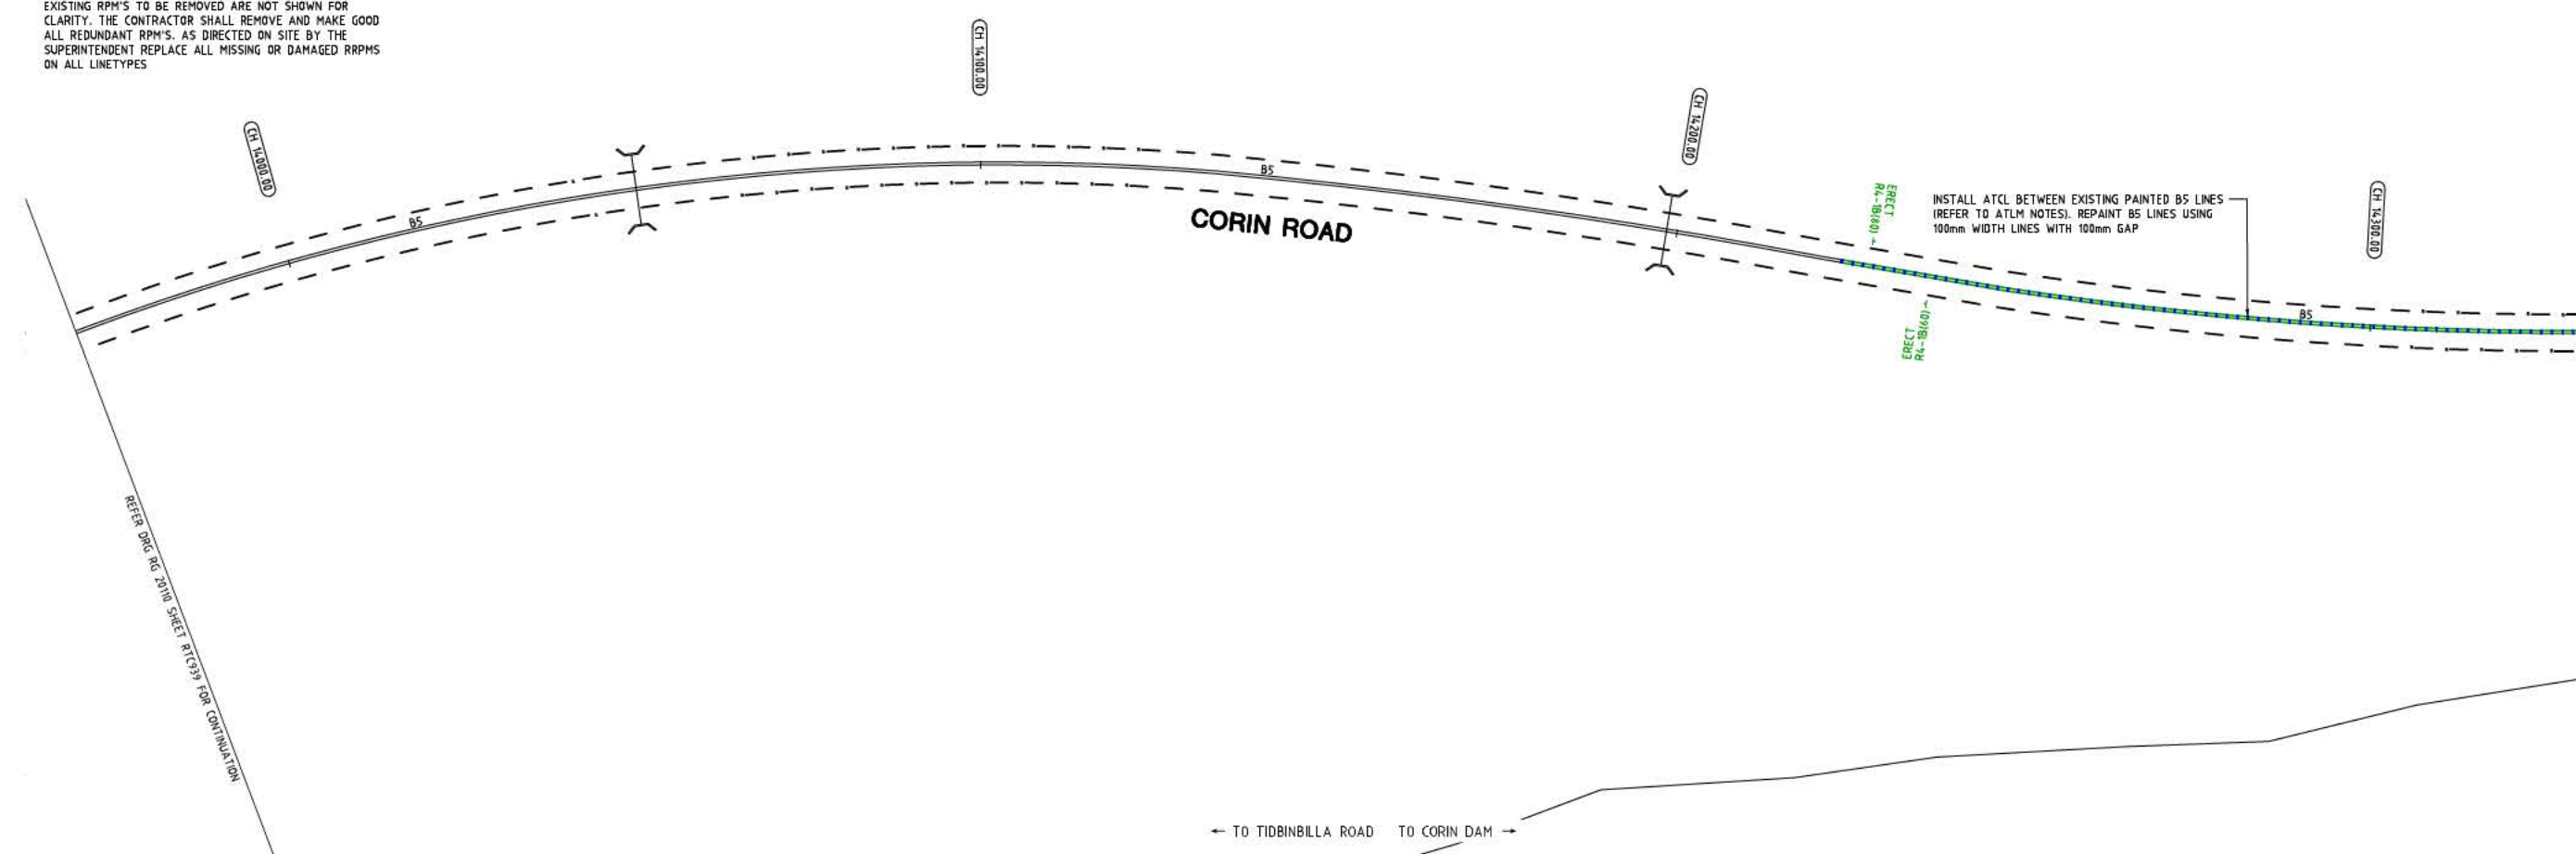 EXISTING RPM'S TO BE REMOVED ARE NOT SHOWN FOR
CLARITY. THE CONTRACTOR SHALL REMOVE AND MAKE GOOD
ALL REDUNDANT RPM'S. AS DIRECTED ON SITE BY THE
SUPERINTENDENT REPLACE ALL MISSING OR DAMAGED RRPMS
ON ALL LINETYPES
CH 14000.00
CH 14100.00
CH 14200.00
CH 14300.00
B5
B5
CORIN ROAD
ERECT
R4-1B(80)
INSTALL ATCL BETWEEN EXISTING PAINTED B5 LINES
(REFER TO ATLM NOTES). REPAINT B5 LINES USING
100mm WIDTH LINES WITH 100mm GAP
B5
ERECT
R4-1B(60)
REFER DRG RG 20110 SHEET RTC939 FOR CONTINUATION
← TO TIDBINBILLA ROAD TO CORIN DAM →